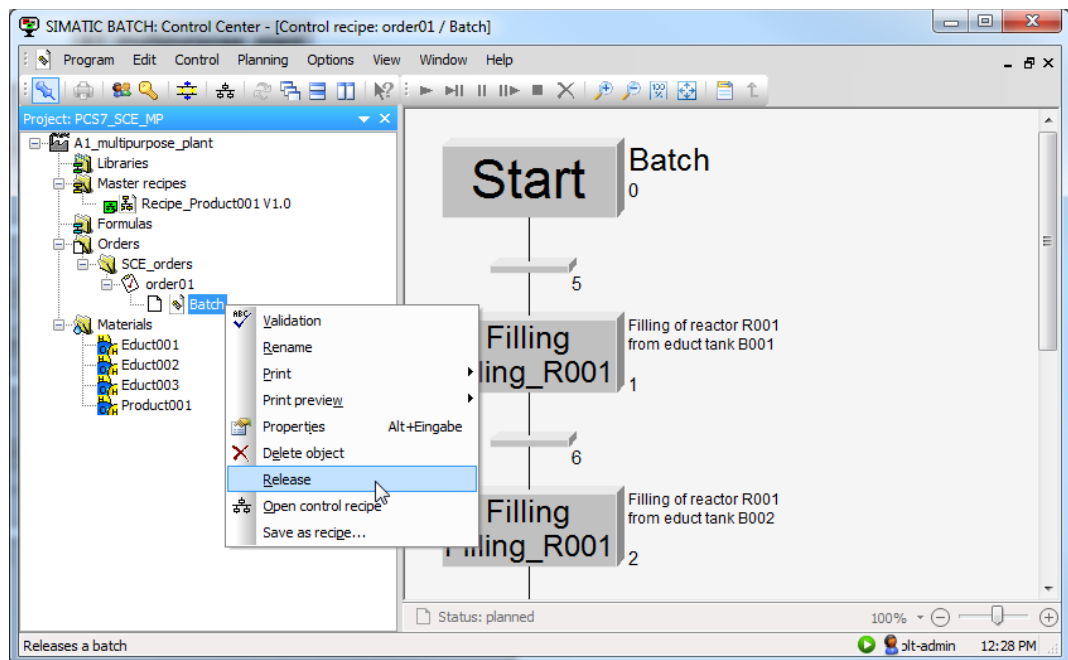 SIMATIC BATCH: Control Center - [Control recipe: order01 / Batch]
Program Edit Control Planning Options View Window Help
Project: PCS7_SCE_MP
A1_multipurpose_plant
Libraries
Master recipes
Recipe_Product001 V1.0
Formulas
Orders
SCE_orders
order01
Batch
Materials
Educt001
Educt002
Educt003
Product001
ABC
Validation
Rename
Print
Print preview
Properties Alt+Eingabe
Delete object
Release
Open control recipe
Save as recipe...
Start
Batch
0
5
Filling
ling_R001
Filling of reactor R001
from educt tank B001
1
6
Filling
Filling_R001
Filling of reactor R001
from educt tank B002
2
Status: planned
100%
Releases a batch
olt-admin 12:28 PM